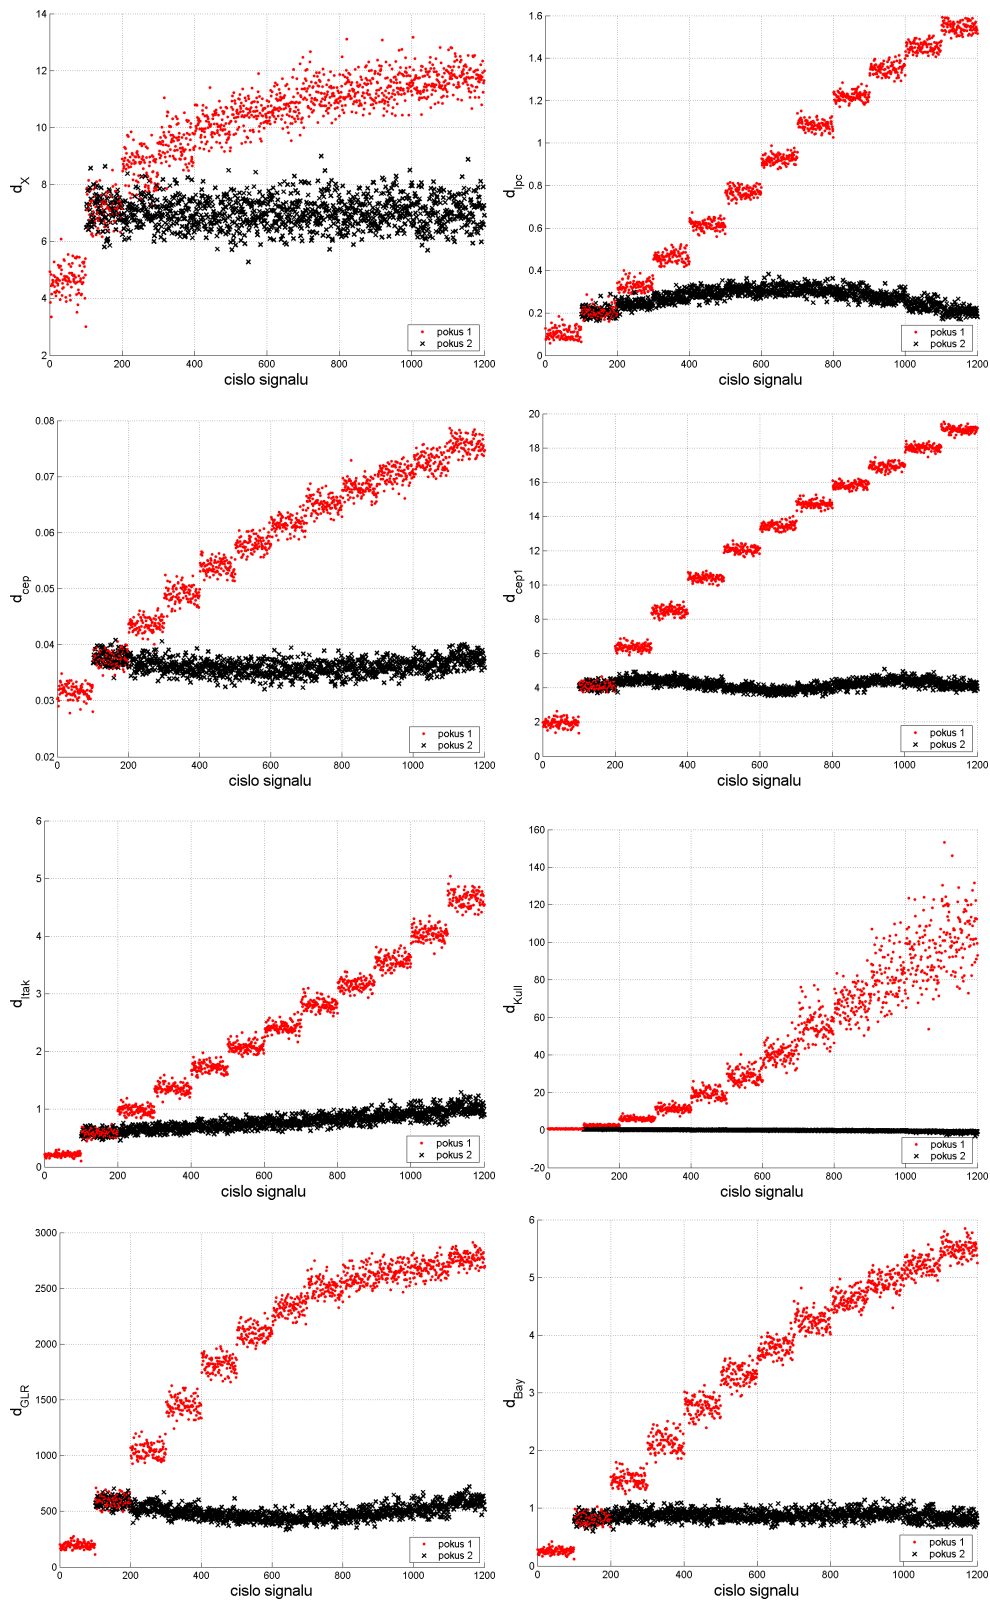 14
12
10
8
6
4
2
d_X
0 200 400 600 800 1000 1200
cislo signalu
pokus 1
pokus 2
1.6
1.4
1.2
1
0.8
0.6
0.4
0.2
0
d_lpc
0 200 400 600 800 1000 1200
cislo signalu
pokus 1
pokus 2
0.08
0.07
0.06
0.05
0.04
0.03
0.02
d_cep
0 200 400 600 800 1000 1200
cislo signalu
pokus 1
pokus 2
20
18
16
14
12
10
8
6
4
2
0
d_cep1
0 200 400 600 800 1000 1200
cislo signalu
pokus 1
pokus 2
6
5
4
3
2
1
0
d_Itak
0 200 400 600 800 1000 1200
cislo signalu
pokus 1
pokus 2
160
140
120
100
80
60
40
20
0
-20
d_Kull
0 200 400 600 800 1000 1200
cislo signalu
pokus 1
pokus 2
3000
2500
2000
1500
1000
500
0
d_GLR
0 200 400 600 800 1000 1200
cislo signalu
pokus 1
pokus 2
6
5
4
3
2
1
0
d_Bay
0 200 400 600 800 1000 1200
cislo signalu
pokus 1
pokus 2